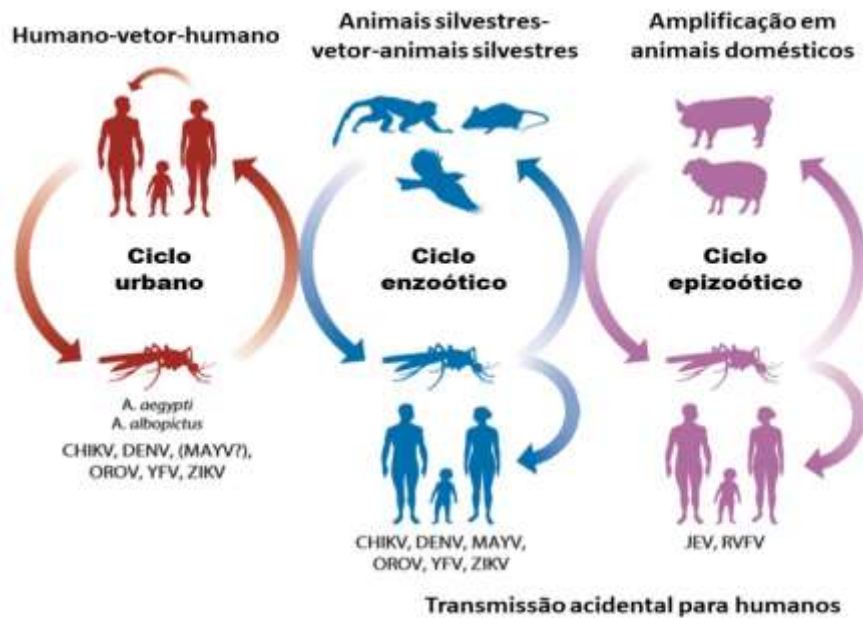 Humano-vetor-humano
Animais silvestres-
vetor-animais silvestres
Amplificação em
animais domésticos
Ciclo
urbano
Ciclo
enzoótico
Ciclo
epizoótico
A. aegypti
A. albopictus
CHIKV, DENV, (MAYV?),
OROV, YFV, ZIKV
CHIKV, DENV, MAYV,
OROV, YFV, ZIKV
JEV, RVFV
Transmissão acidental para humanos